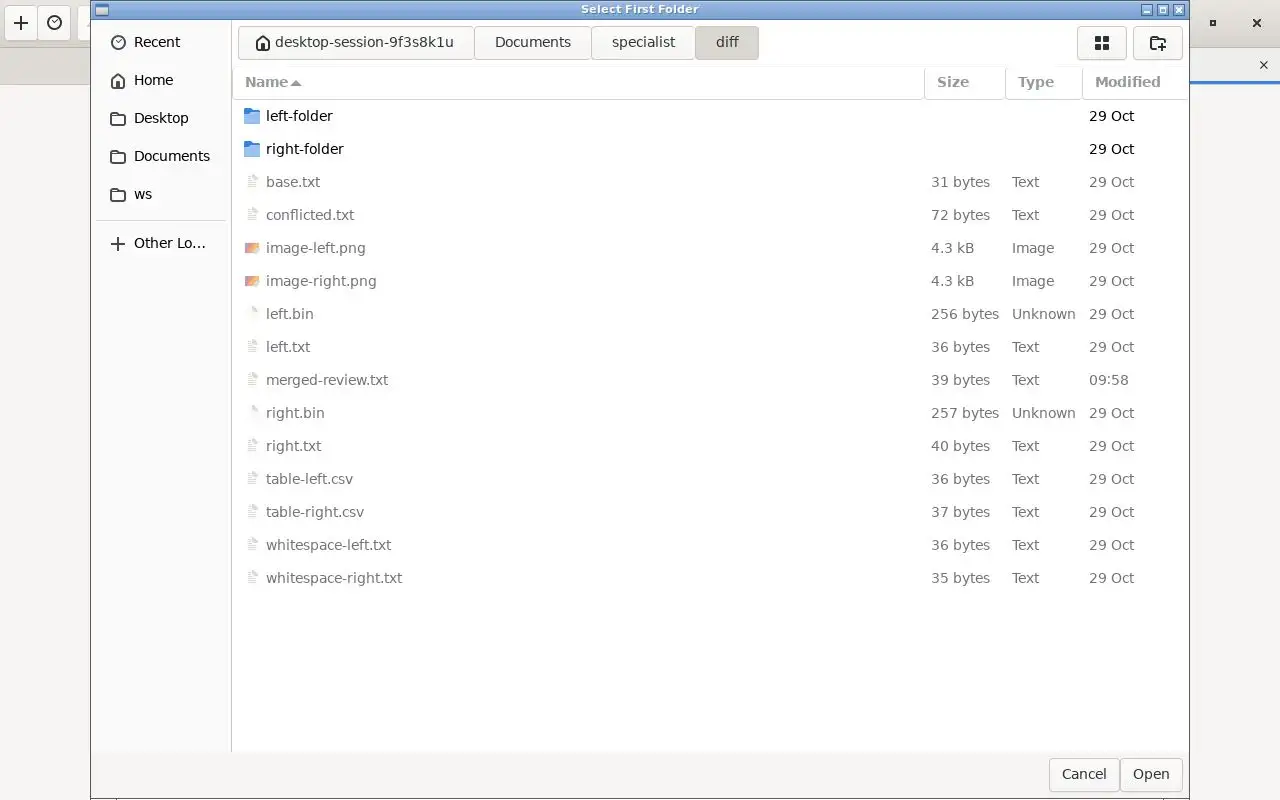 Select First Folder
Recent
Home
Desktop
Documents
ws
Other Lo...
desktop-session-9f3s8k1u Documents specialist diff
Name Size Type Modified
left-folder 29 Oct
right-folder 29 Oct
base.txt 31 bytes Text 29 Oct
conflicted.txt 72 bytes Text 29 Oct
image-left.png 4.3 kB Image 29 Oct
image-right.png 4.3 kB Image 29 Oct
left.bin 256 bytes Unknown 29 Oct
left.txt 36 bytes Text 29 Oct
merged-review.txt 39 bytes Text 09:58
right.bin 257 bytes Unknown 29 Oct
right.txt 40 bytes Text 29 Oct
table-left.csv 36 bytes Text 29 Oct
table-right.csv 37 bytes Text 29 Oct
whitespace-left.txt 36 bytes Text 29 Oct
whitespace-right.txt 35 bytes Text 29 Oct
Cancel Open